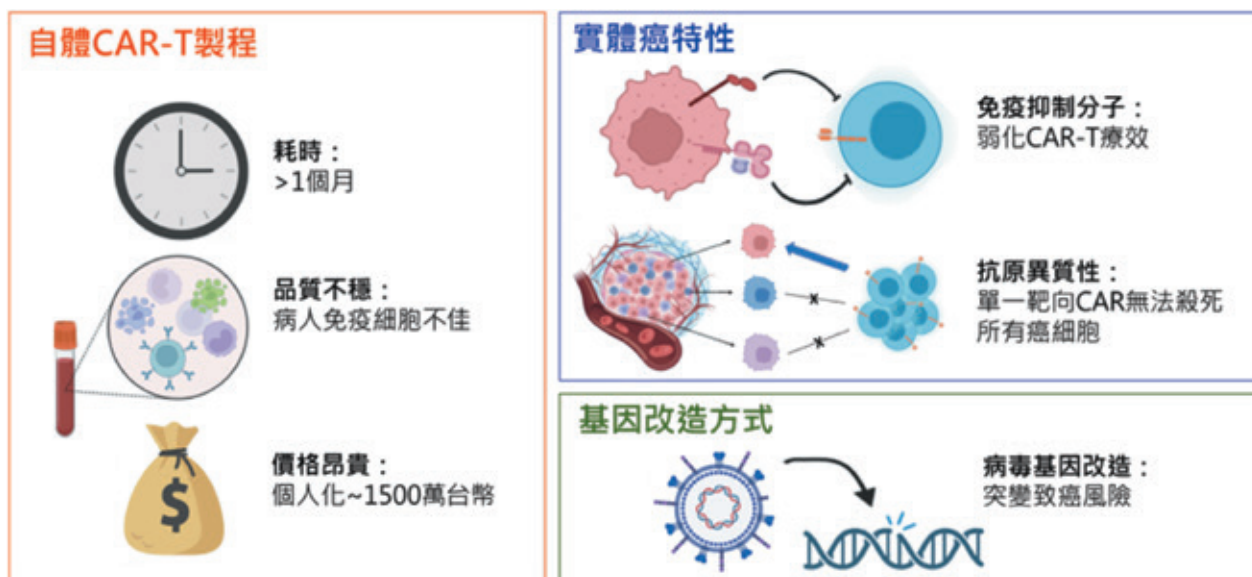 自體CAR-T製程
耗時：
>1個月
品質不穩：
病人免疫細胞不佳
$
價格昂貴：
個人化~1500萬台幣
實體癌特性
免疫抑制分子：
弱化CAR-T療效
抗原異質性：
單一靶向CAR無法殺死
所有癌細胞
x
x
基因改造方式
病毒基因改造：
突變致癌風險